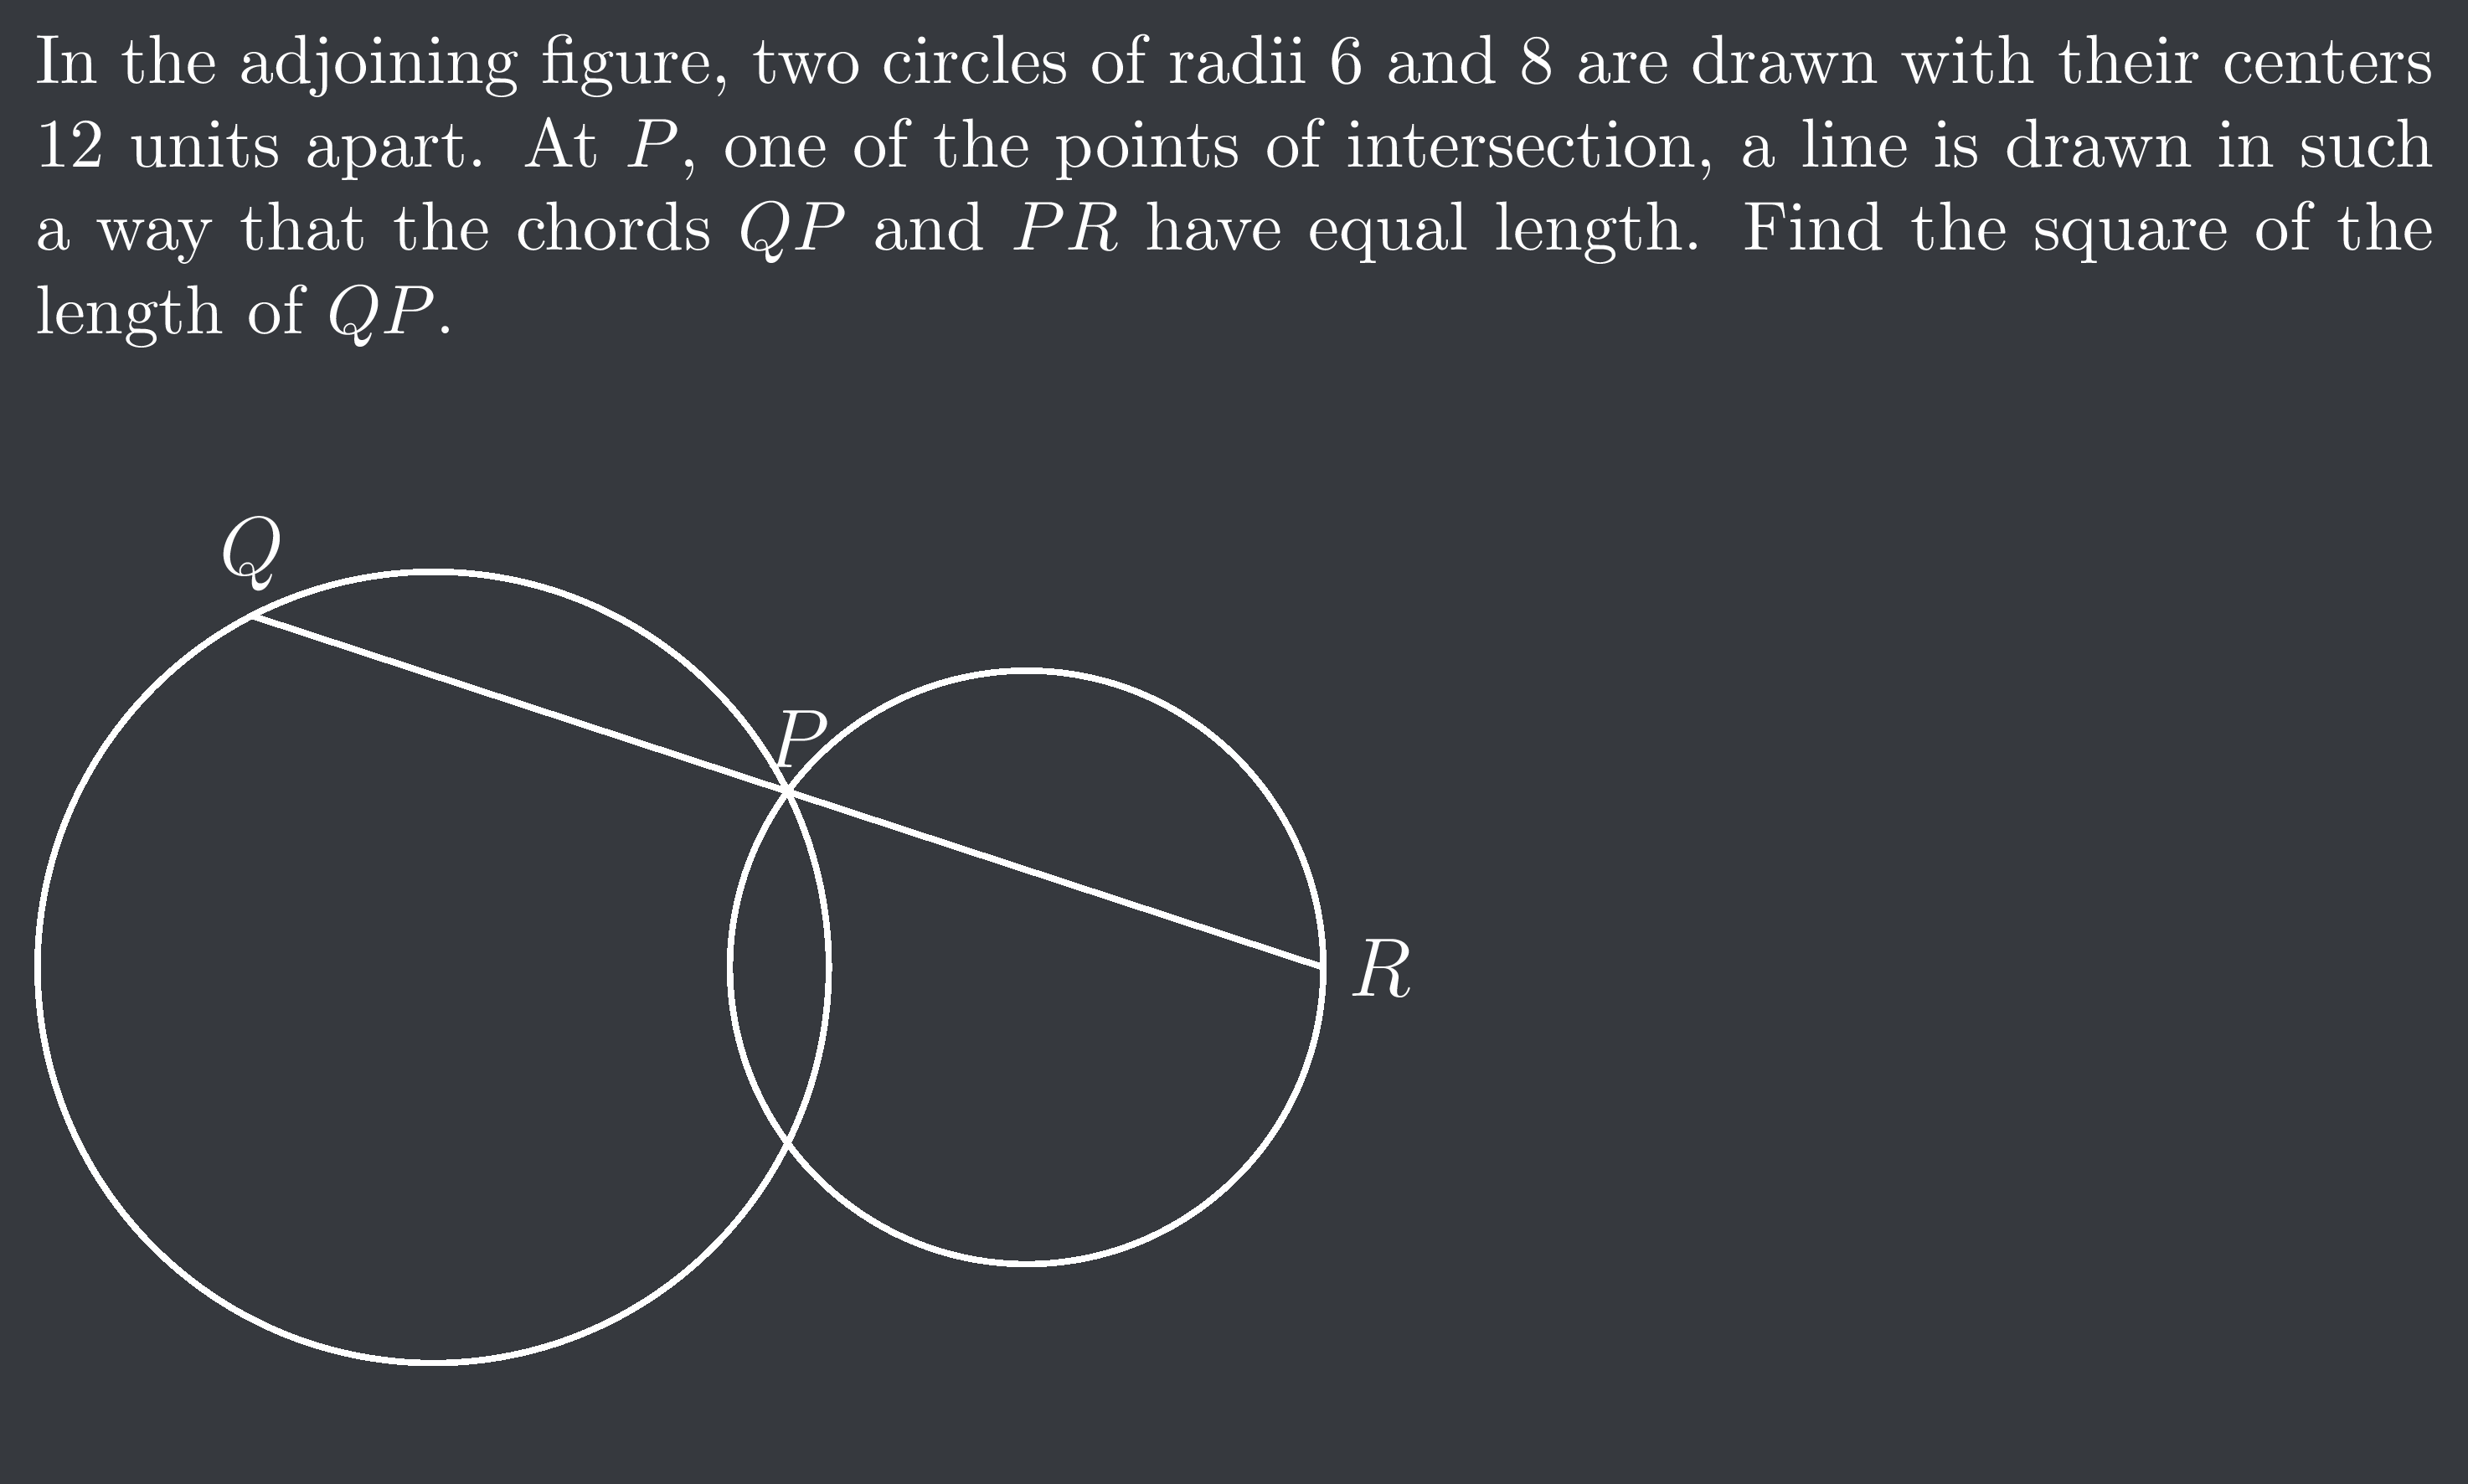 In the adjoining figure, two circles of radii 6 and 8 are drawn with their centers
12 units apart. At P, one of the points of intersection, a line is drawn in such
a way that the chords QP and PR have equal length. Find the square of the
length of QP.
Q
P
R